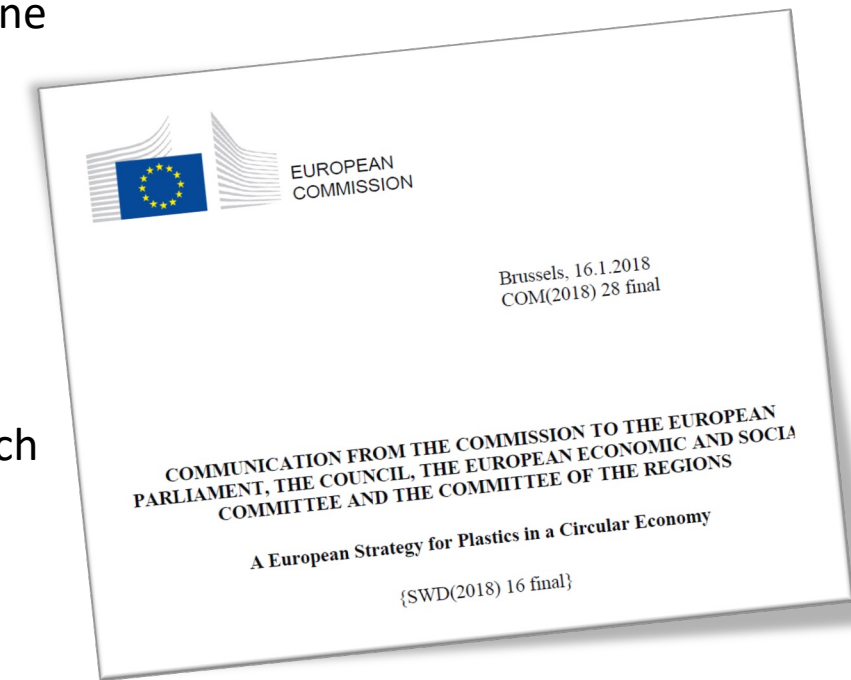 ne
EUROPEAN
COMMISSION
Brussels, 16.1.2018
COM(2018) 28 final
ch
COMMUNICATION FROM THE COMMISSION TO THE EUROPEAN
PARLIAMENT, THE COUNCIL, THE EUROPEAN ECONOMIC AND SOCIA
COMMITTEE AND THE COMMITTEE OF THE REGIONS
A European Strategy for Plastics in a Circular Economy
{SWD(2018) 16 final}